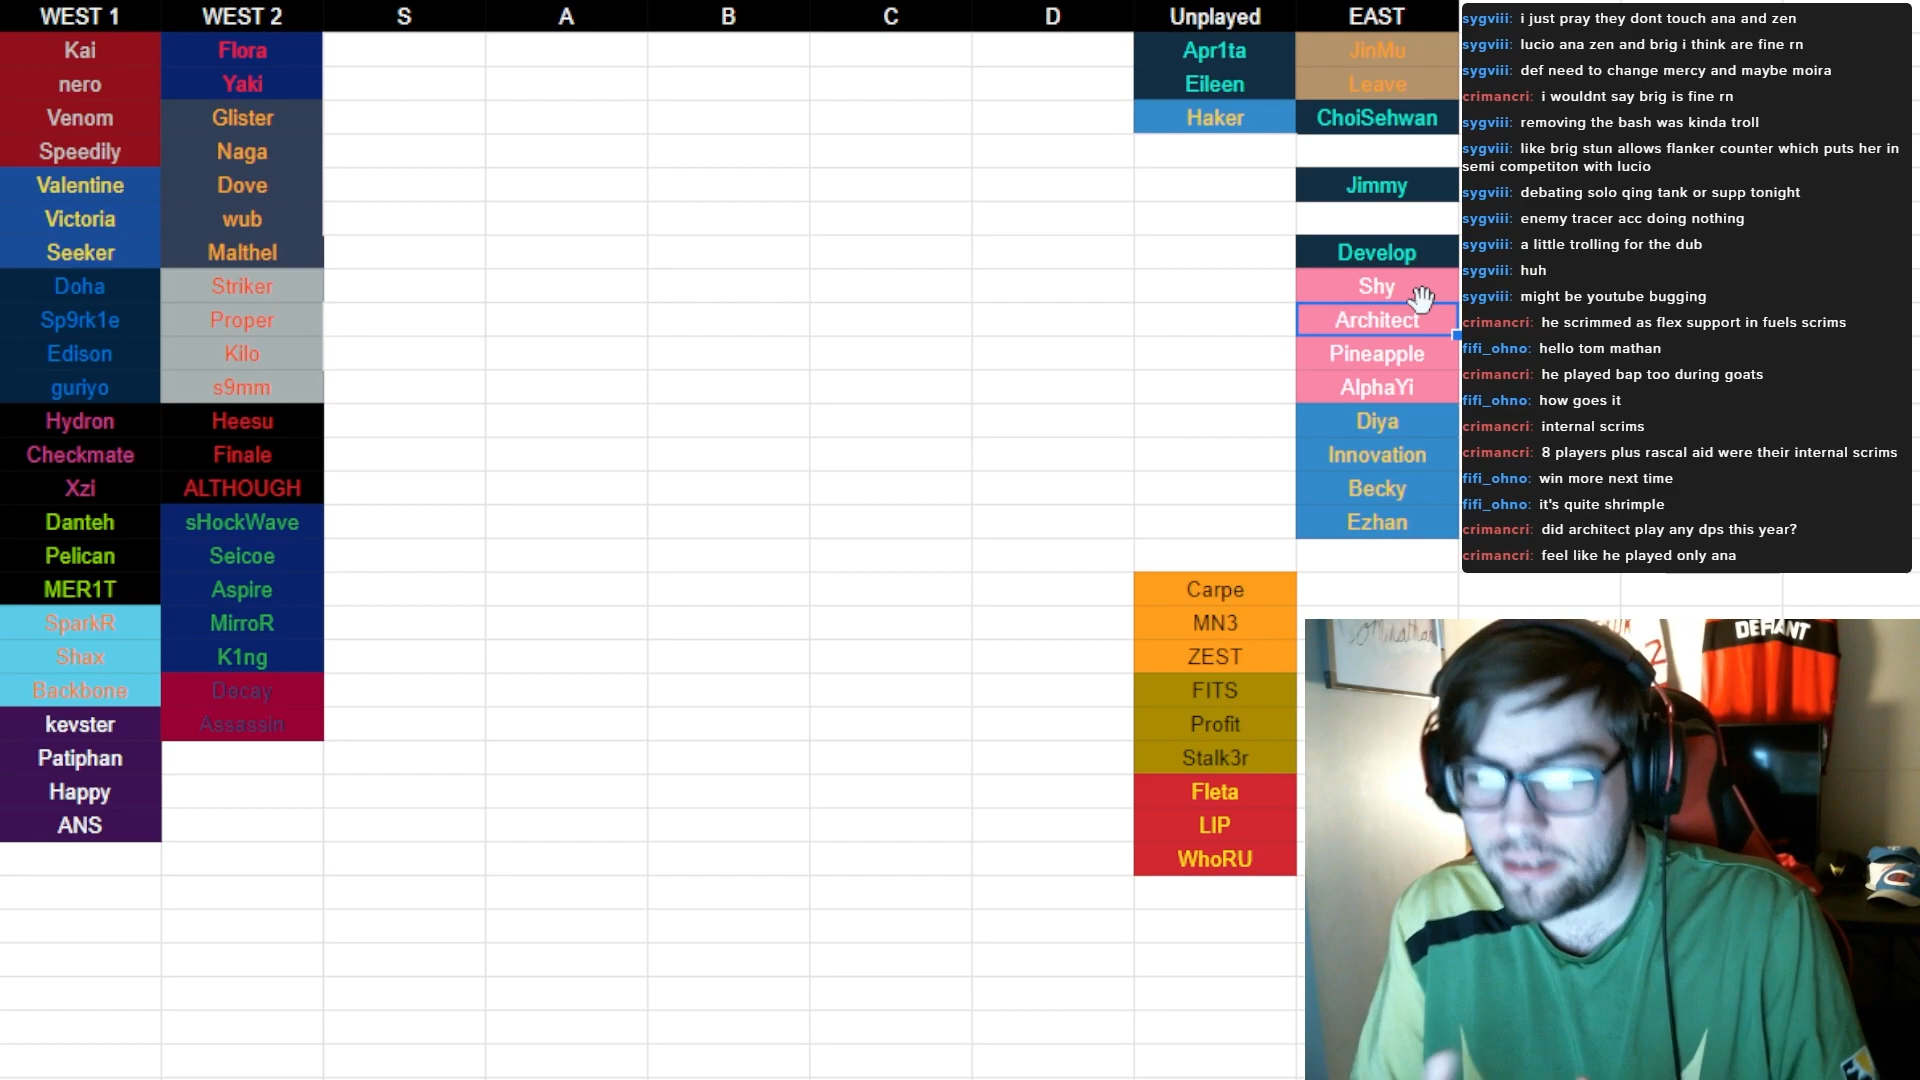 WEST 1
WEST 2
S
A
B
C
D
Unplayed
EAST
Kai
nero
Venom
Speedily
Valentine
Victoria
Seeker
Doha
Sp9rk1e
Edison
guriyo
Hydron
Checkmate
Xzi
Danteh
Pelican
MER1T
SparkR
Shax
Backbone
kevster
Patiphan
Happy
ANS
Flora
Yaki
Glister
Naga
Dove
wub
Malthel
Striker
Proper
Kilo
s9mm
Heesu
Finale
ALTHOUGH
sHockWave
Seicoe
Aspire
MirroR
K1ng
Decay
Assassin
Apr1ta
Eileen
Haker
Carpe
MN3
ZEST
FITS
Profit
Stalk3r
Fleta
LIP
WhoRU
JinMu
Leave
ChoiSehwan
Jimmy
Develop
Shy
Architect
Pineapple
AlphaYi
Diya
Innovation
Becky
Ezhan
sygviii: i just pray they dont touch ana and zen
sygviii: lucio ana zen and brig i think are fine rn
sygviii: def need to change mercy and maybe moira
crimancri: i wouldnt say brig is fine rn
sygviii: removing the bash was kinda troll
sygviii: like brig stun allows flanker counter which puts her in
semi competiton with lucio
sygviii: debating solo qing tank or supp tonight
sygviii: enemy tracer acc doing nothing
sygviii: a little trolling for the dub
sygviii: huh
sygviii: might be youtube bugging
crimancri: he scrimmed as flex support in fuels scrims
fifi_ohno: hello tom mathan
crimancri: he played bap too during goats
fifi_ohno: how goes it
crimancri: internal scrims
crimancri: 8 players plus rascal aid were their internal scrims
fifi_ohno: win more next time
fifi_ohno: it's quite shrimple
crimancri: did architect play any dps this year?
crimancri: feel like he played only ana
DEFIANT